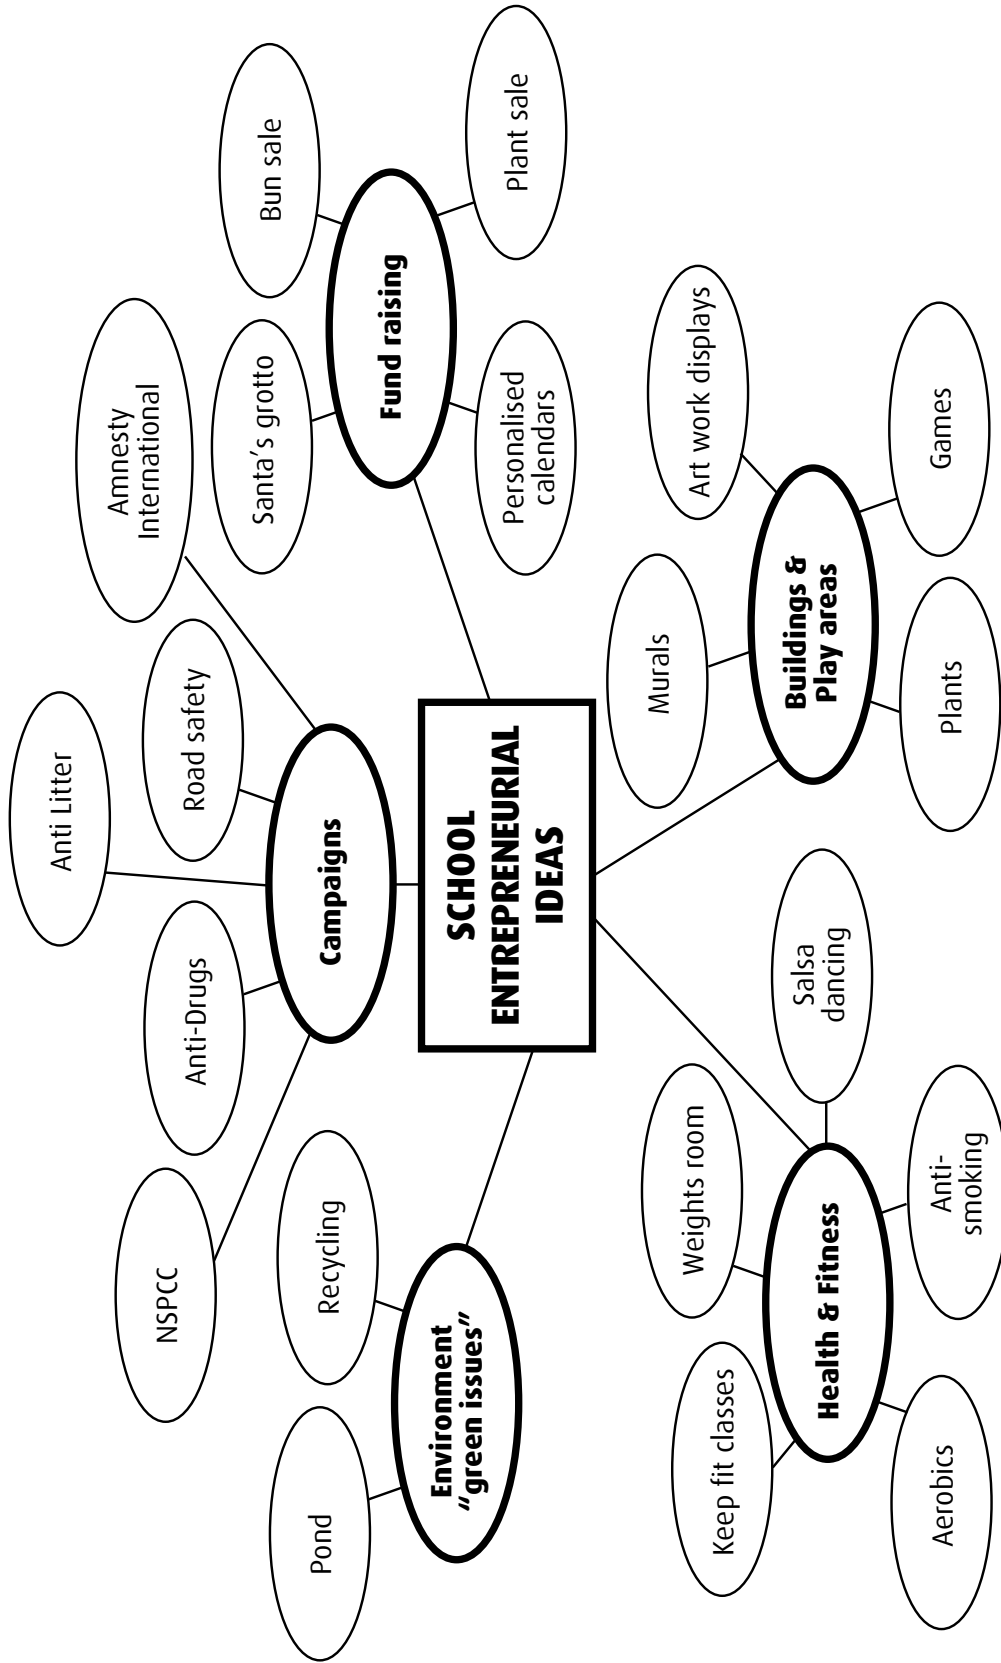 SCHOOL
ENTREPRENEURIAL
IDEAS
Campaigns
NSPCC
Anti-Drugs
Anti Litter
Road safety
Amnesty
International
Fund raising
Santa's grotto
Bun sale
Plant sale
Personalised
calendars
Buildings &
Play areas
Murals
Art work displays
Games
Plants
Health & Fitness
Keep fit classes
Weights room
Salsa
dancing
Anti-
smoking
Aerobics
Environment
"green issues"
Pond
Recycling